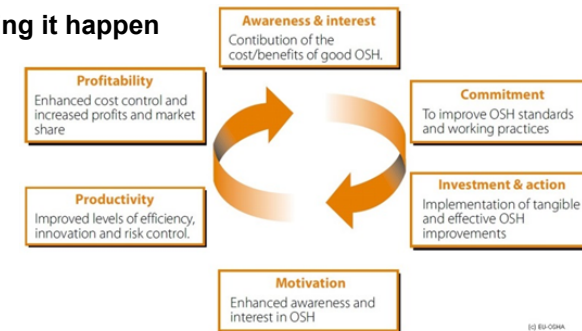 ng it happen
Awareness & interest
Contibution of the
cost/benefits of good OSH.
Profitability
Enhanced cost control and
increased profits and market
share
Commitment
To improve OSH standards
and working practices
Productivity
Improved levels of efficiency,
innovation and risk control.
Investment & action
Implementation of tangible
and effective OSH
improvements
Motivation
Enhanced awareness and
interest in OSH
(c) EU-OSHA